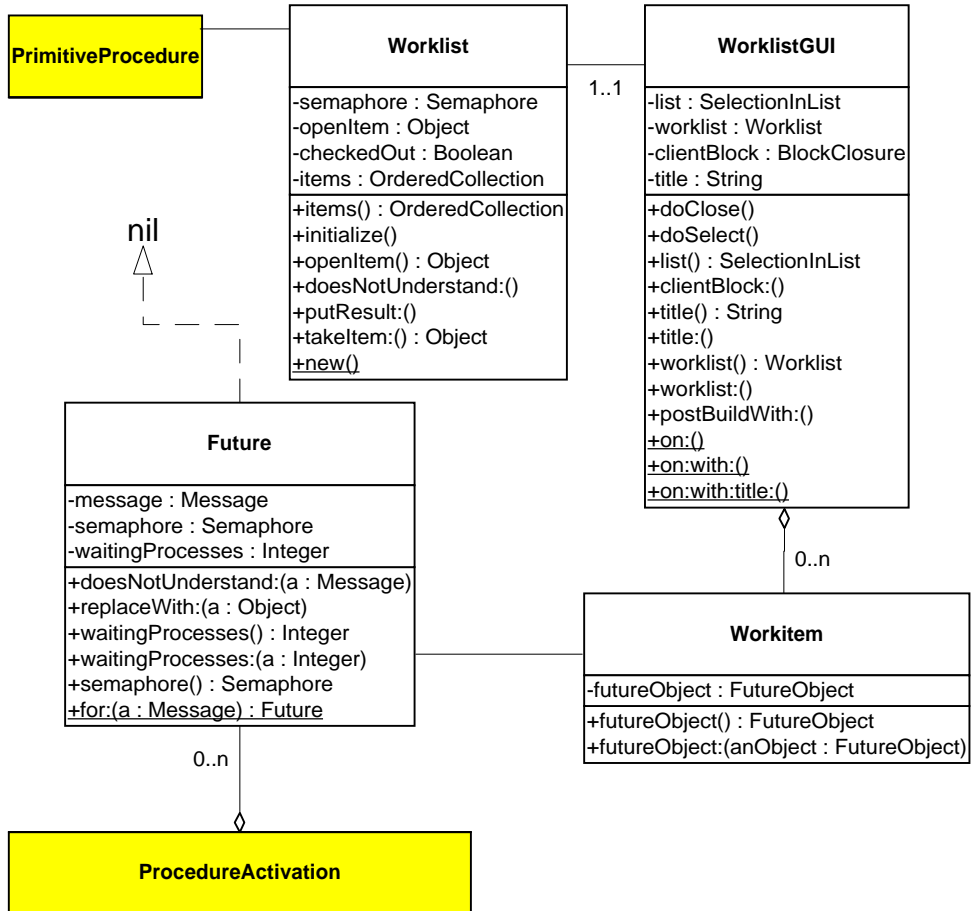 PrimitiveProcedure
Worklist
-semaphore : Semaphore
-openItem : Object
-checkedOut : Boolean
-items : OrderedCollection
+items() : OrderedCollection
+initialize()
+openItem() : Object
+doesNotUnderstand:()
+putResult:()
+takeItem:() : Object
+new()
1..1
WorklistGUI
-list : SelectionInList
-worklist : Worklist
-clientBlock : BlockClosure
-title : String
+doClose()
+doSelect()
+list() : SelectionInList
+clientBlock:()
+title() : String
+title:()
+worklist() : Worklist
+worklist:()
+postBuildWith:()
+on:()
+on:with:()
+on:with:title:()
nil
Future
-message : Message
-semaphore : Semaphore
-waitingProcesses : Integer
+doesNotUnderstand:(a : Message)
+replaceWith:(a : Object)
+waitingProcesses() : Integer
+waitingProcesses:(a : Integer)
+semaphore() : Semaphore
+for:(a : Message) : Future
0..n
Workitem
-futureObject : FutureObject
+futureObject() : FutureObject
+futureObject:(anObject : FutureObject)
0..n
ProcedureActivation